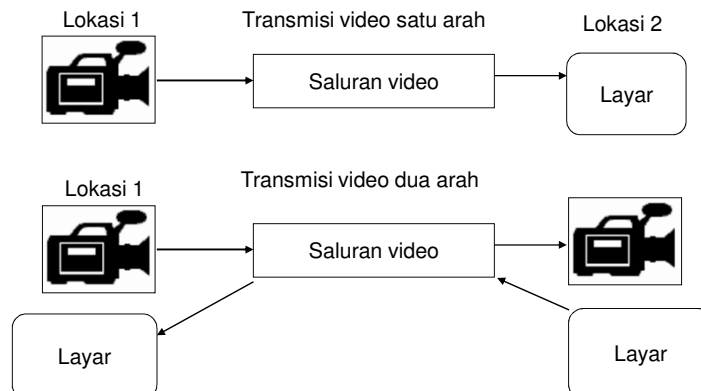 Lokasi 1
Transmisi video satu arah
Lokasi 2
Saluran video
Layar
Lokasi 1
Transmisi video dua arah
Saluran video
Layar
Layar